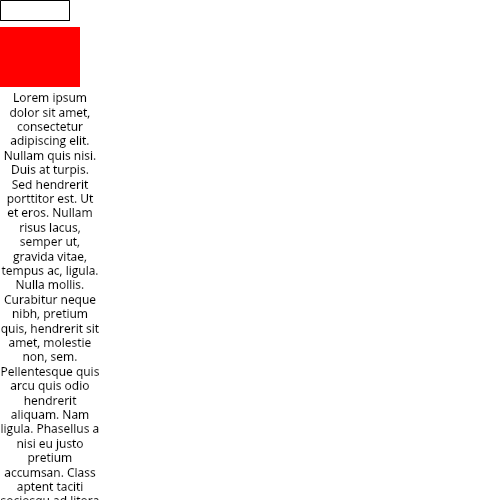 Lorem ipsum
dolor sit amet,
consectetur
adipiscing elit.
Nullam quis nisi.
Duis at turpis.
Sed hendrerit
porttitor est. Ut
et eros. Nullam
risus lacus,
semper ut,
gravida vitae,
tempus ac, ligula.
Nulla mollis.
Curabitur neque
nibh, pretium
quis, hendrerit sit
amet, molestie
non, sem.
Pellentesque quis
arcu quis odio
hendrerit
aliquam. Nam
ligula. Phasellus a
nisi eu justo
pretium
accumsan. Class
aptent taciti
sociosqu ad litora